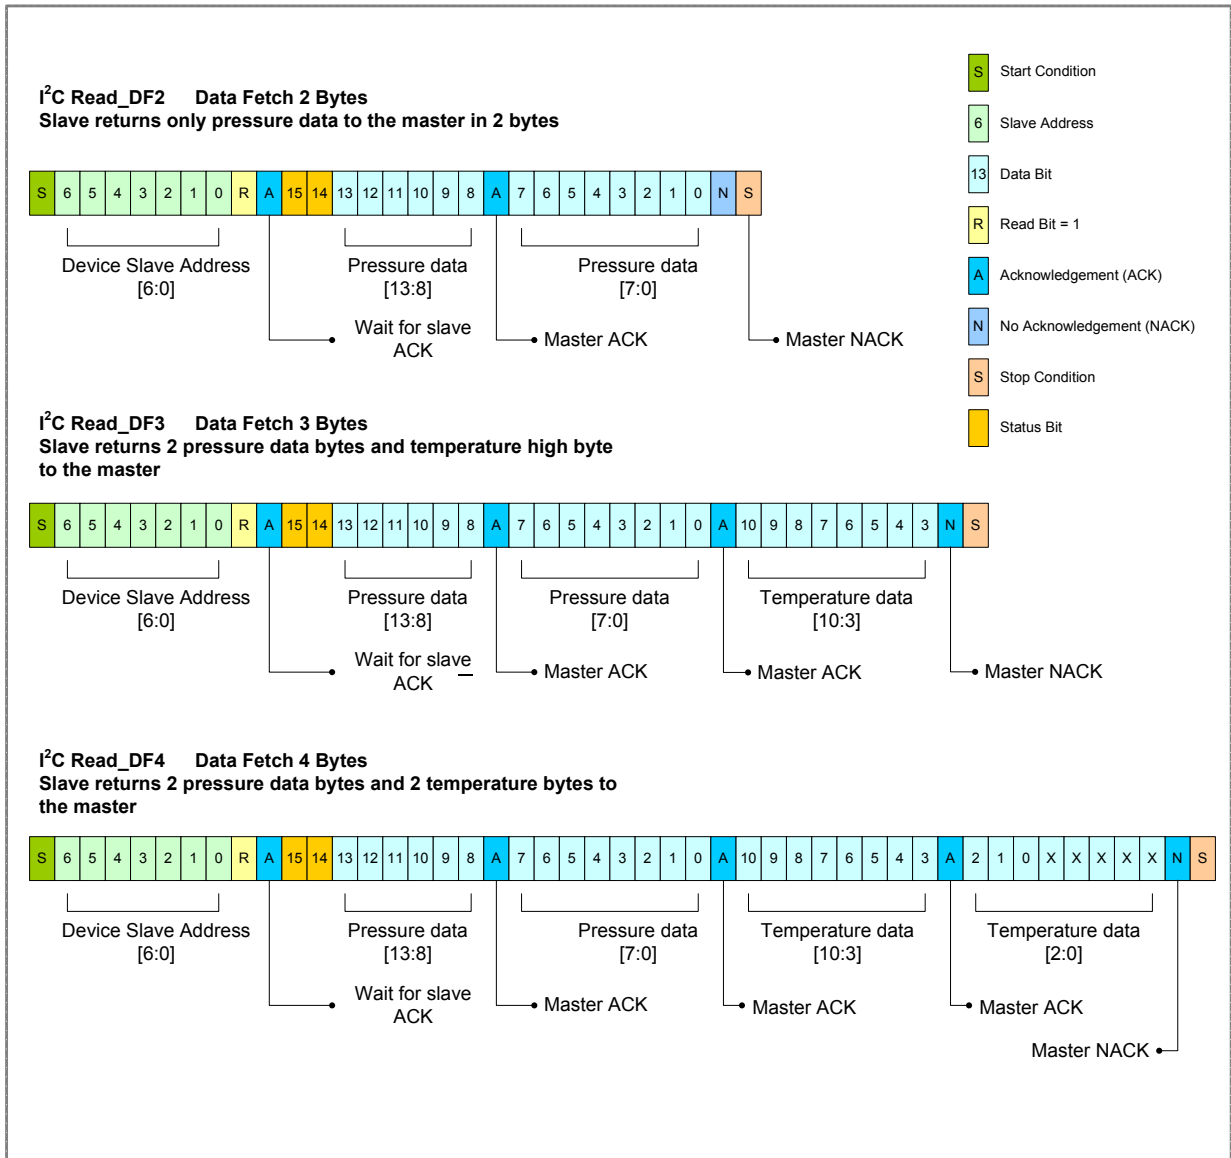 I²C Read_DF2 Data Fetch 2 Bytes
Slave returns only pressure data to the master in 2 bytes
S 6 5 4 3 2 1 0 R A 15 14 13 12 11 10 9 8 A 7 6 5 4 3 2 1 0 N S
Device Slave Address
[6:0]
Pressure data
[13:8]
Pressure data
[7:0]
Wait for slave
ACK
Master ACK
Master NACK
S Start Condition
6 Slave Address
13 Data Bit
R Read Bit = 1
A Acknowledgement (ACK)
N No Acknowledgement (NACK)
S Stop Condition
Status Bit
I²C Read_DF3 Data Fetch 3 Bytes
Slave returns 2 pressure data bytes and temperature high byte
to the master
S 6 5 4 3 2 1 0 R A 15 14 13 12 11 10 9 8 A 7 6 5 4 3 2 1 0 A 10 9 8 7 6 5 4 3 N S
Device Slave Address
[6:0]
Pressure data
[13:8]
Pressure data
[7:0]
Temperature data
[10:3]
Wait for slave
ACK
Master ACK
Master ACK
Master NACK
I²C Read_DF4 Data Fetch 4 Bytes
Slave returns 2 pressure data bytes and 2 temperature bytes to
the master
S 6 5 4 3 2 1 0 R A 15 14 13 12 11 10 9 8 A 7 6 5 4 3 2 1 0 A 10 9 8 7 6 5 4 3 A 2 1 0 X X X X X N S
Device Slave Address
[6:0]
Pressure data
[13:8]
Pressure data
[7:0]
Temperature data
[10:3]
Temperature data
[2:0]
Wait for slave
ACK
Master ACK
Master ACK
Master ACK
Master NACK